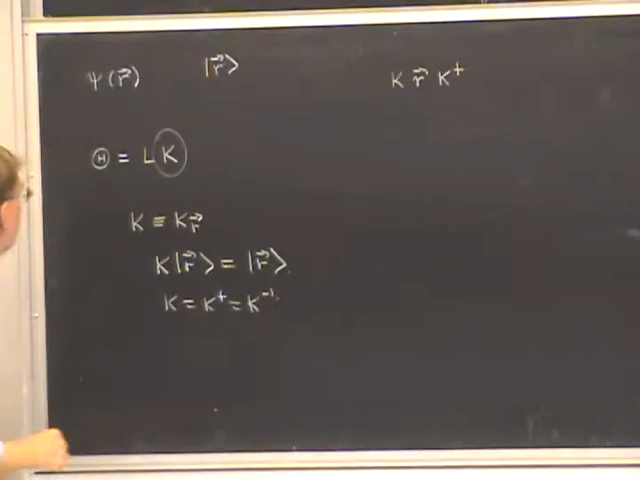 ψ(r⃗) |r⃗⟩ K r⃗ K†
Θ = LK
K ≡ K_r⃗
K|r⃗⟩ = |r⃗⟩
K = K† = K⁻¹